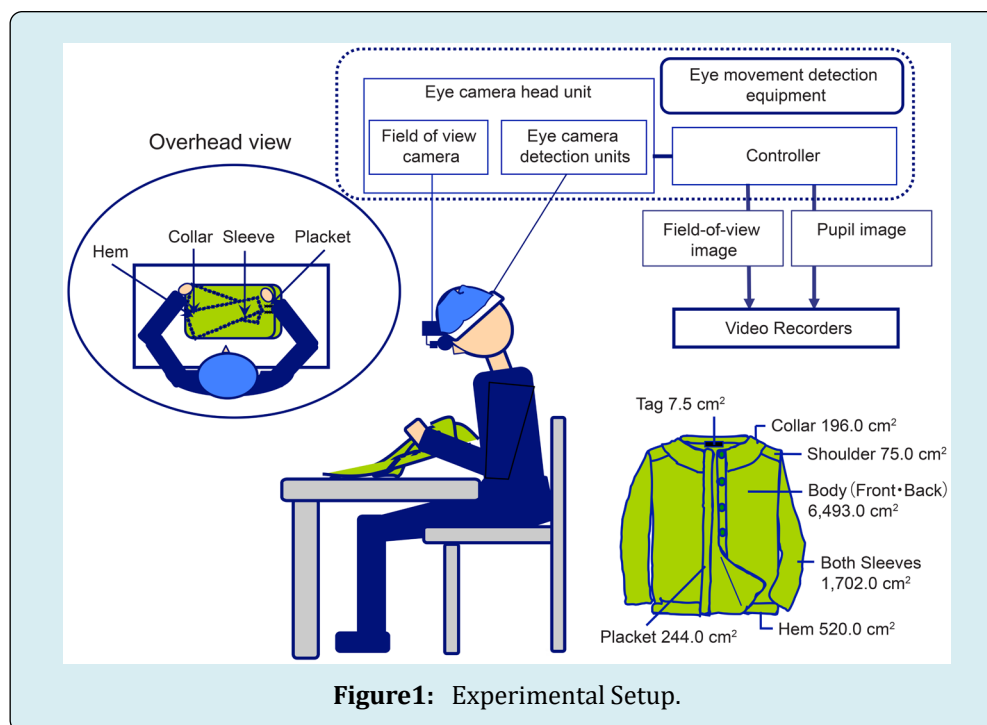 Eye movement detection
equipment
Eye camera head unit
Field of view
camera
Eye camera
detection units
Controller
Overhead view
Field-of-view
image
Pupil image
Collar Sleeve
Placket
Hem
Video Recorders
Tag 7.5 cm²
Collar 196.0 cm²
Shoulder 75.0 cm²
Body (Front・Back)
6,493.0 cm²
Both Sleeves
1,702.0 cm²
Placket 244.0 cm²
Hem 520.0 cm²
Figure1: Experimental Setup.